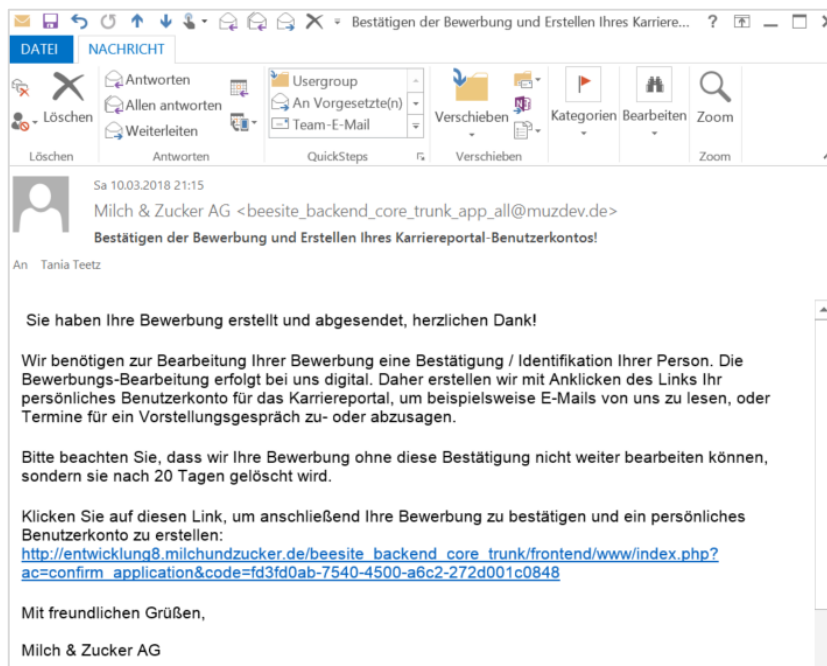 Bestätigen der Bewerbung und Erstellen Ihres Karriere... ?
DATEI NACHRICHT
Löschen
Antworten
Allen antworten
Weiterleiten
Usergroup
An Vorgesetzte(n)
Team-E-Mail
Verschieben
Kategorien
Bearbeiten
Zoom
Löschen Antworten QuickSteps Verschieben Zoom
Sa 10.03.2018 21:15
Milch & Zucker AG <beesite_backend_core_trunk_app_all@muzdev.de>
Bestätigen der Bewerbung und Erstellen Ihres Karriereportal-Benutzerkontos!
An Tania Teetz
Sie haben Ihre Bewerbung erstellt und abgesendet, herzlichen Dank!
Wir benötigen zur Bearbeitung Ihrer Bewerbung eine Bestätigung / Identifikation Ihrer Person. Die
Bewerbungs-Bearbeitung erfolgt bei uns digital. Daher erstellen wir mit Anklicken des Links Ihr
persönliches Benutzerkonto für das Karriereportal, um beispielsweise E-Mails von uns zu lesen, oder
Termine für ein Vorstellungsgespräch zu- oder abzusagen.
Bitte beachten Sie, dass wir Ihre Bewerbung ohne diese Bestätigung nicht weiter bearbeiten können,
sondern sie nach 20 Tagen gelöscht wird.
Klicken Sie auf diesen Link, um anschließend Ihre Bewerbung zu bestätigen und ein persönliches
Benutzerkonto zu erstellen:
http://entwicklung8.milchundzucker.de/beesite_backend_core_trunk/frontend/www/index.php?
ac=confirm_application&code=fd3fd0ab-7540-4500-a6c2-272d001c0848
Mit freundlichen Grüßen,
Milch & Zucker AG